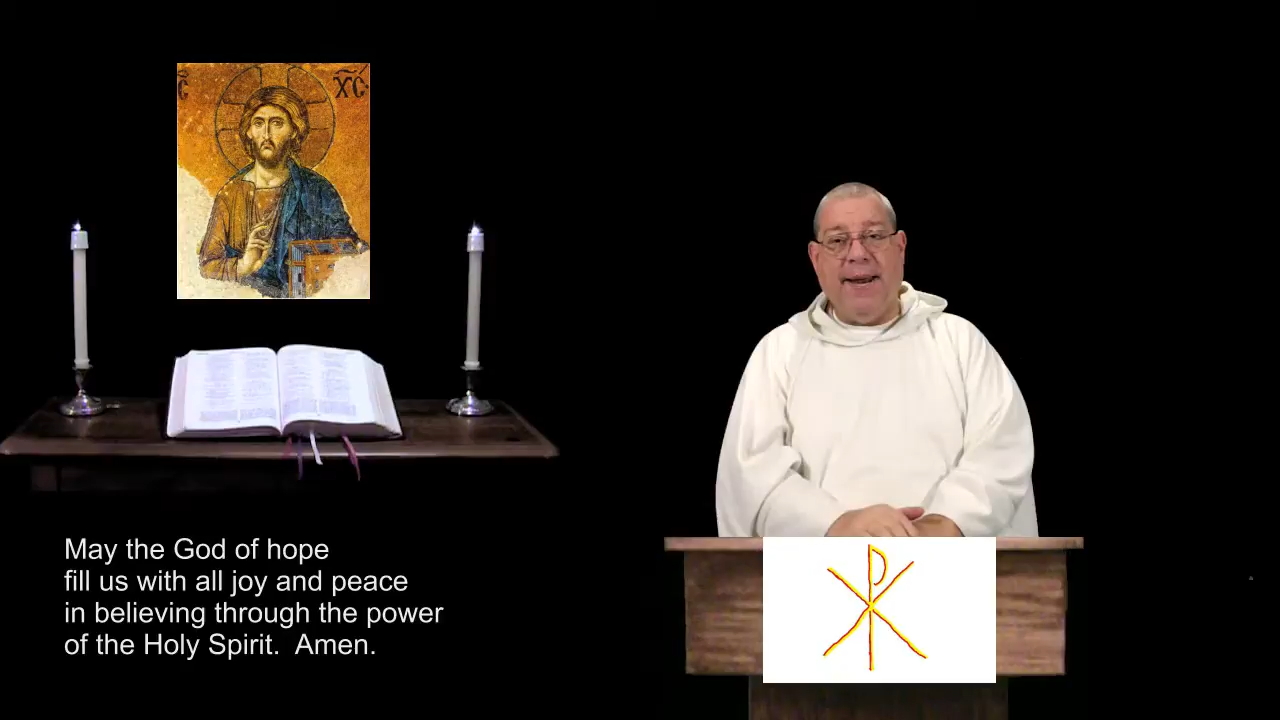 ΧC
May the God of hope
fill us with all joy and peace
in believing through the power
of the Holy Spirit.  Amen.